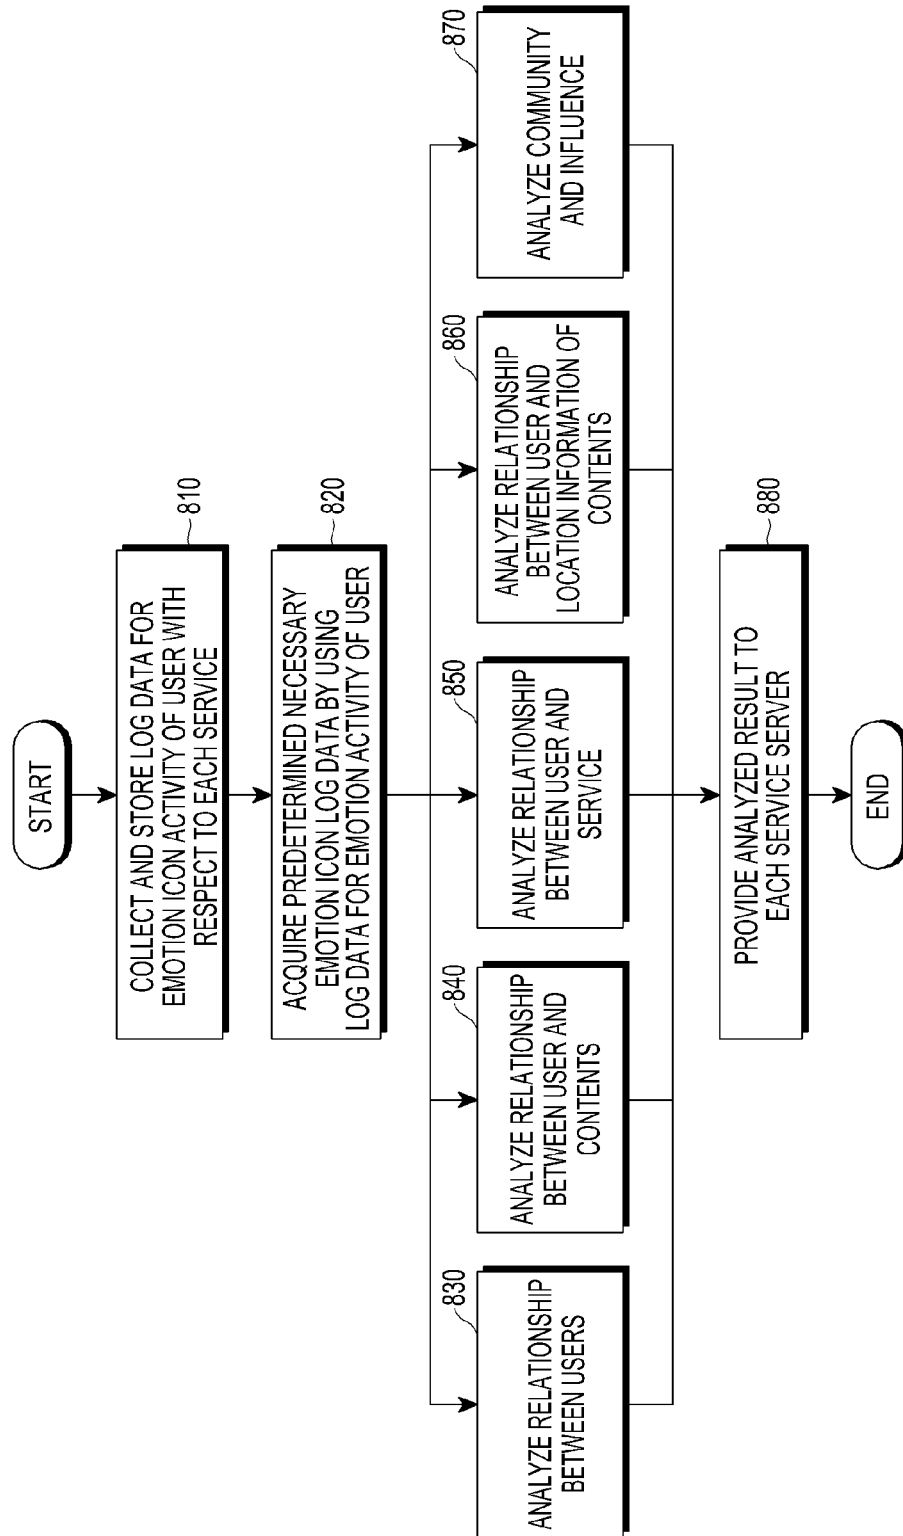 START
810
COLLECT AND STORE LOG DATA FOR
EMOTION ICON ACTIVITY OF USER WITH
RESPECT TO EACH SERVICE
820
ACQUIRE PREDETERMINED NECESSARY
EMOTION ICON LOG DATA BY USING
LOG DATA FOR EMOTION ACTIVITY OF USER
830
ANALYZE RELATIONSHIP
BETWEEN USERS
840
ANALYZE RELATIONSHIP
BETWEEN USER AND
CONTENTS
850
ANALYZE RELATIONSHIP
BETWEEN USER AND
SERVICE
860
ANALYZE RELATIONSHIP
BETWEEN USER AND
LOCATION INFORMATION OF
CONTENTS
870
ANALYZE COMMUNITY
AND INFLUENCE
880
PROVIDE ANALYZED RESULT TO
EACH SERVICE SERVER
END